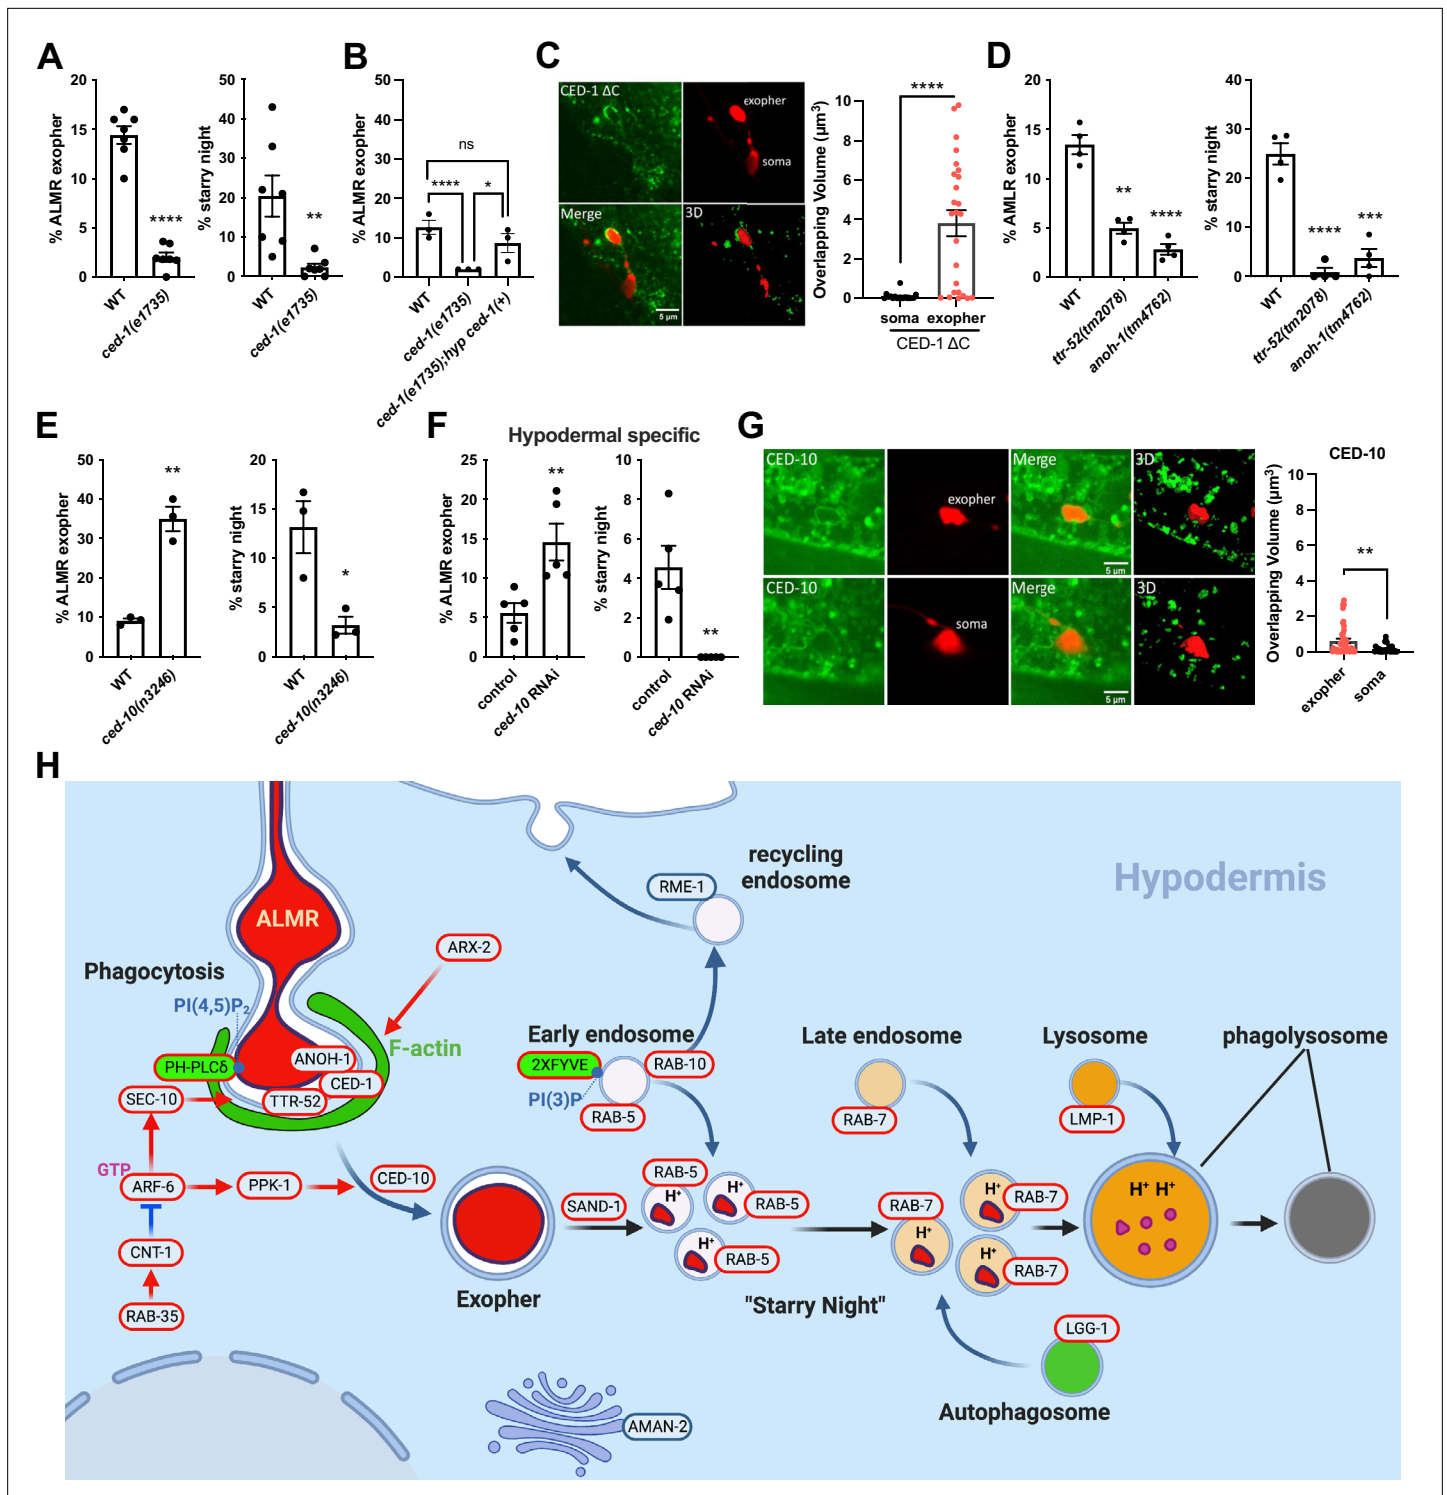 A
% ALMR exopher
20
15
10
5
0
****
WT
ced-1(e1735)
% starry night
50
40
30
20
10
0
**
WT
ced-1(e1735)
B
% ALMR exopher
50
40
30
20
10
0
ns
****
*
WT
ced-1(e1735)
ced-1(e1735);hyp ced-1(+)
C
CED-1 ΔC
exopher
soma
Merge
5 µm
3D
Overlapping Volume (µm³)
10
8
6
4
2
0
****
soma exopher
CED-1 ΔC
D
% AMLR exopher
20
15
10
5
0
**
****
WT
ttr-52(tm2078)
anoh-1(tm4762)
% starry night
40
30
20
10
0
****
***
WT
ttr-52(tm2078)
anoh-1(tm4762)
E
% ALMR exopher
50
40
30
20
10
0
**
WT
ced-10(n3246)
% starry night
20
15
10
5
0
*
WT
ced-10(n3246)
F
Hypodermal specific
% ALMR exopher
25
20
15
10
5
0
**
control
ced-10 RNAi
% starry night
10
8
6
4
2
0
**
control
ced-10 RNAi
G
CED-10
exopher
Merge
5 µm
3D
CED-10
soma
Merge
5 µm
3D
CED-10
Overlapping Volume (µm³)
10
8
6
4
2
0
**
exopher
soma
H
Hypodermis
recycling
endosome
RME-1
ALMR
ARX-2
Phagocytosis
PI(4,5)P₂
F-actin
ANOH-1
PH-PLCδ
CED-1
TTR-52
SEC-10
GTP
ARF-6
PPK-1
CED-10
CNT-1
RAB-35
Early endosome
2XFYVE
RAB-10
PI(3)P
RAB-5
Late endosome
RAB-7
Lysosome
LMP-1
phagolysosome
Exopher
SAND-1
RAB-5
H⁺
H⁺
RAB-5
H⁺
RAB-5
"Starry Night"
RAB-7
H⁺
H⁺
RAB-7
H⁺
RAB-7
H⁺ H⁺
LGG-1
Autophagosome
AMAN-2